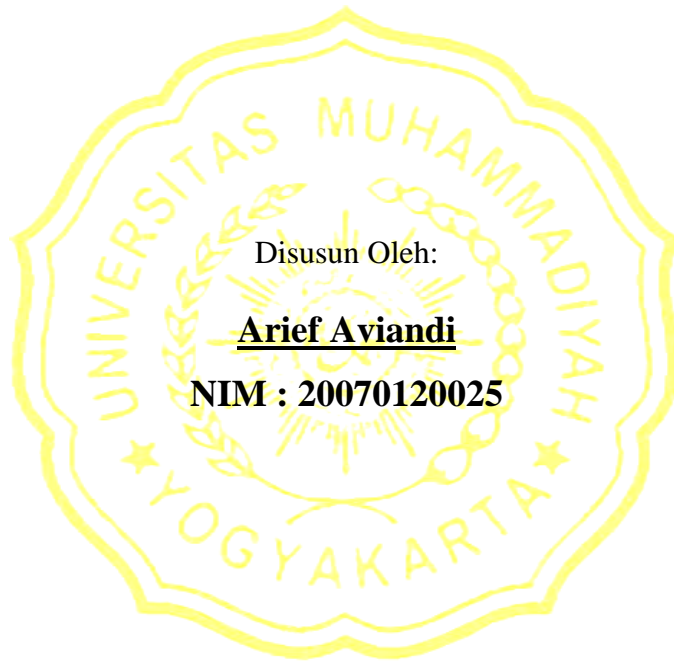 UNIVERSITAS MUHAMMADIYAH
Disusun Oleh:
Arief Aviandi
NIM : 20070120025
YOGYAKARTA